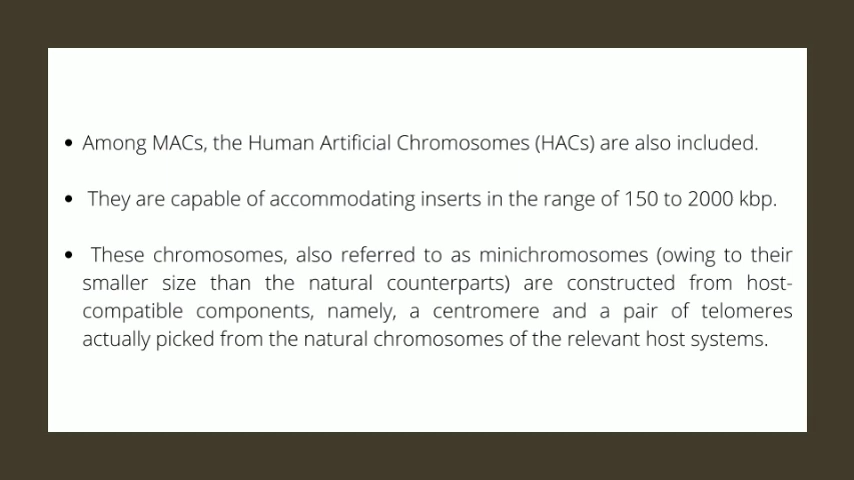 • Among MACs, the Human Artificial Chromosomes (HACs) are also included.
• They are capable of accommodating inserts in the range of 150 to 2000 kbp.
• These chromosomes, also referred to as minichromosomes (owing to their
smaller size than the natural counterparts) are constructed from host-
compatible components, namely, a centromere and a pair of telomeres
actually picked from the natural chromosomes of the relevant host systems.